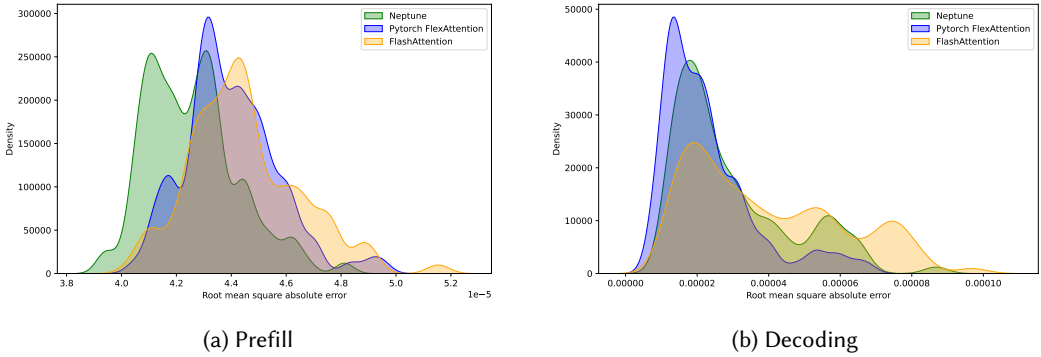 300000
250000
200000
150000
100000
50000
0
Density
3.8
4.0
4.2
4.4
4.6
4.8
5.0
5.2
1e−5
Root mean square absolute error
Neptune
Pytorch FlexAttention
FlashAttention
(a) Prefill
50000
40000
30000
20000
10000
0
Density
0.00000
0.00002
0.00004
0.00006
0.00008
0.00010
Root mean square absolute error
Neptune
Pytorch FlexAttention
FlashAttention
(b) Decoding